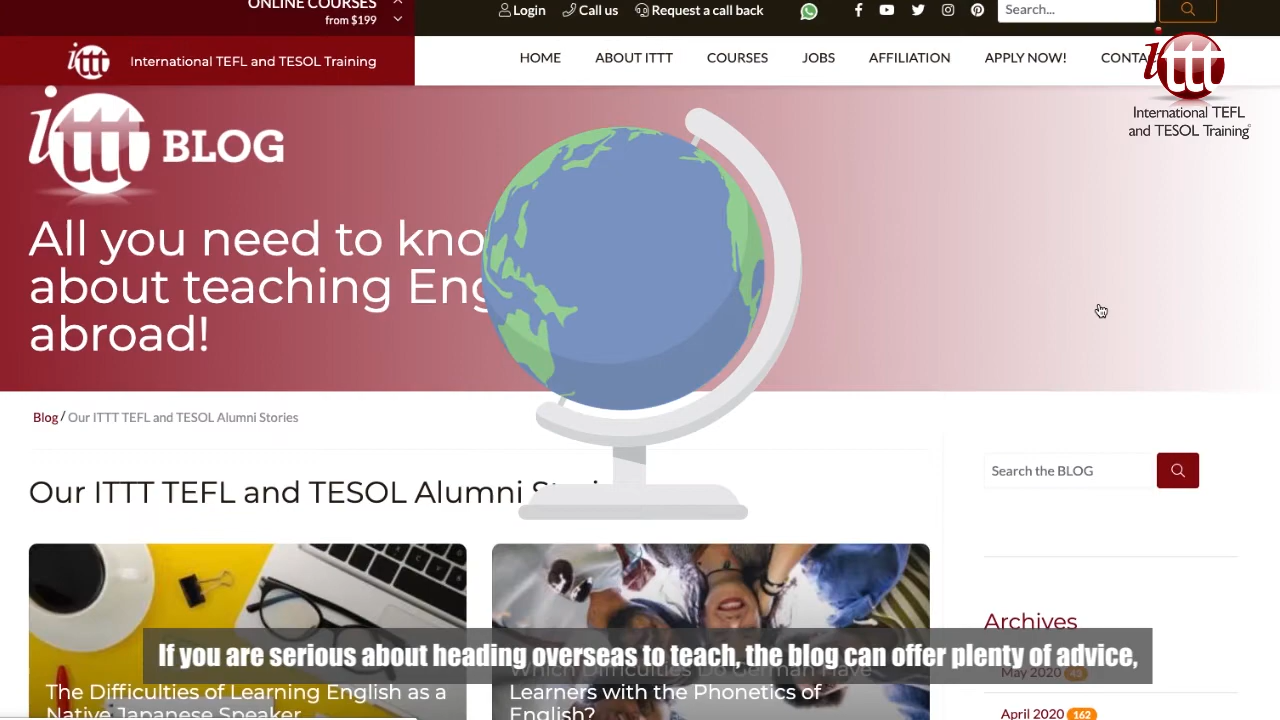 ONLINE COURSES
from $199
Login Call us Request a call back
Search...
ittt International TEFL and TESOL Training
HOME ABOUT ITTT COURSES JOBS AFFILIATION APPLY NOW!
ittt
International TEFL
and TESOL Training
ittt BLOG
All you need to
about teaching
abroad!
Blog / Our ITTT TEFL and TESOL Alumni Stories
Search the BLOG
Our ITTT TEFL and TESOL Alumni
Archives
If you are serious about heading overseas to teach, the blog can offer plenty of advice,
Which Difficulties Do German Have
May 2020 43
The Difficulties of Learning English as a
Native Japanese Speaker
Learners with the Phonetics of
English?
April 2020 162